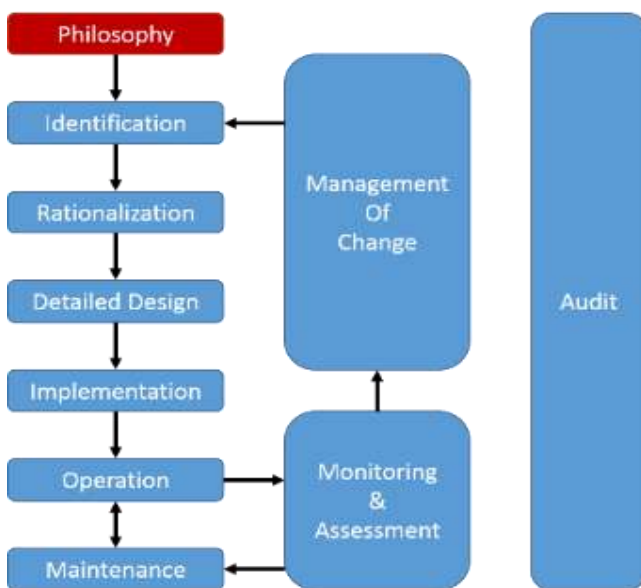 Philosophy
Identification
Rationalization
Detailed Design
Implementation
Operation
Maintenance
Management
Of
Change
Monitoring
&
Assessment
Audit